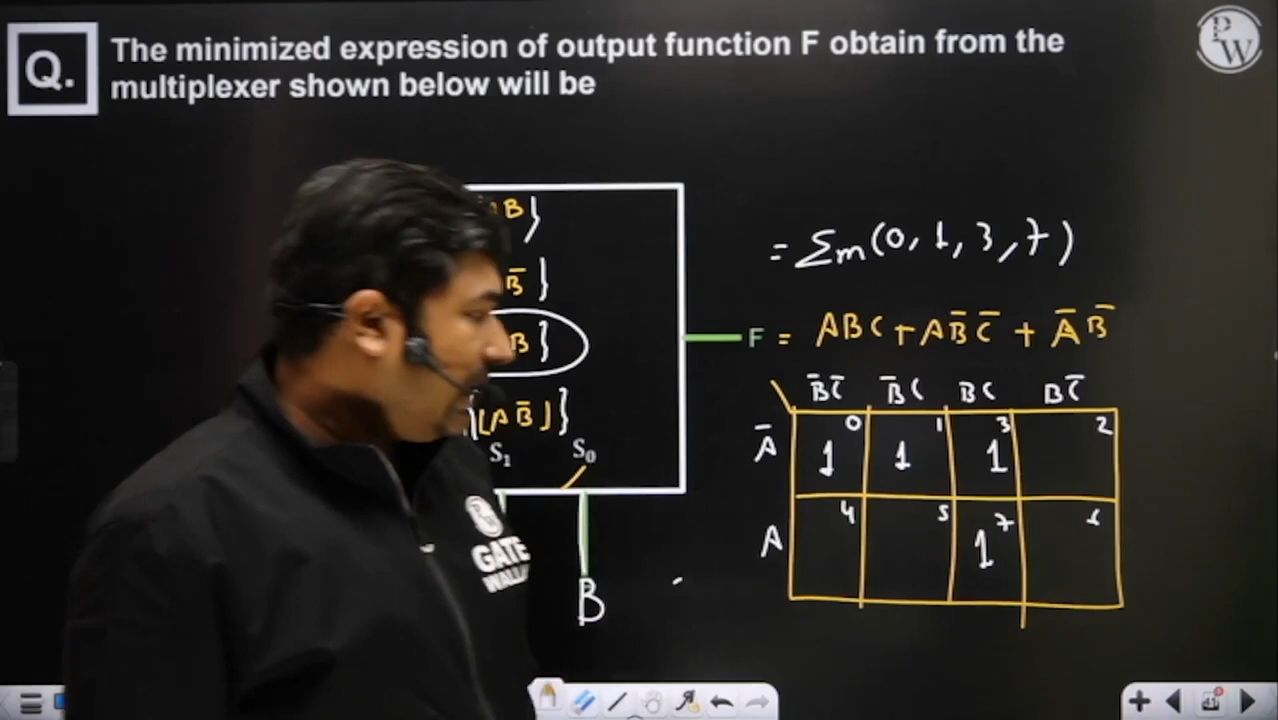 Q.
The minimized expression of output function F obtain from the
multiplexer shown below will be
PW
B}
B̅}
B}
[A B̅]}
S₁ S₀
B
= Σm(0, 1, 3, 7)
F = ABC + AB̅C̅ + A̅ B̅
B̅C̅ B̅C BC BC̅
A̅ 1 0 1 1 1 3 2
A 4 5 1 7 6
GATE